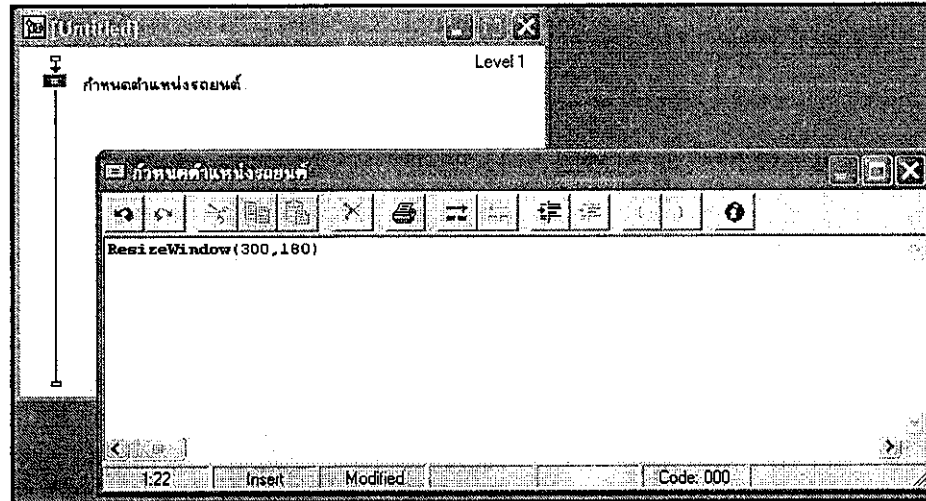 [Untitled]
Level 1
กำหนดตำแหน่งรถยนต์
กำหนดตำแหน่งรถยนต์
ResizeWindow(300,180)
1:22 Insert Modified Code: 000